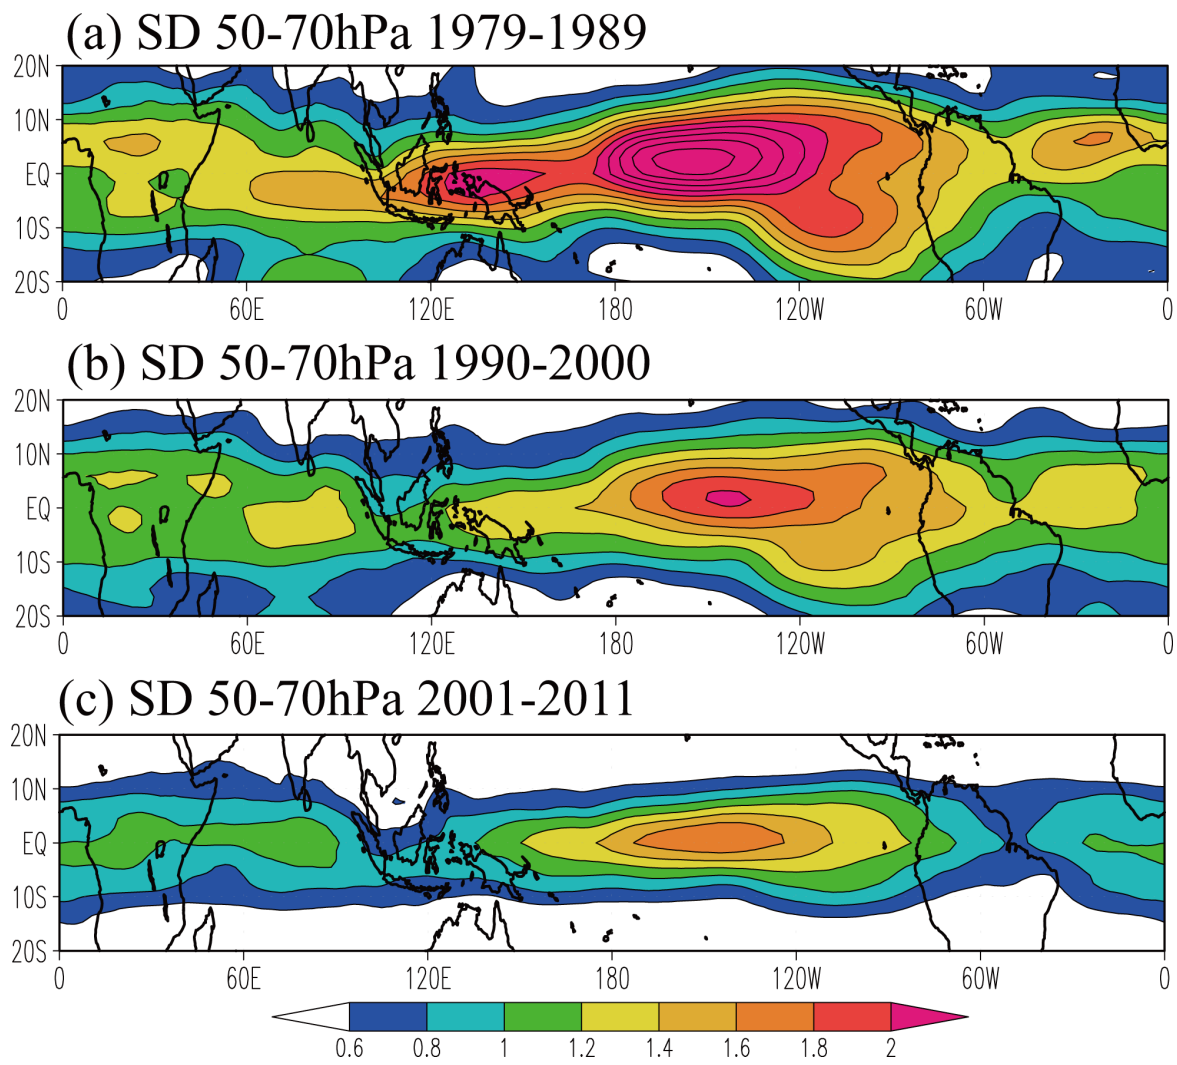 (a) SD 50-70hPa 1979-1989
20N
10N
EQ
10S
20S
0 60E 120E 180 120W 60W 0
(b) SD 50-70hPa 1990-2000
20N
10N
EQ
10S
20S
0 60E 120E 180 120W 60W 0
(c) SD 50-70hPa 2001-2011
20N
10N
EQ
10S
20S
0 60E 120E 180 120W 60W 0
0.6 0.8 1 1.2 1.4 1.6 1.8 2